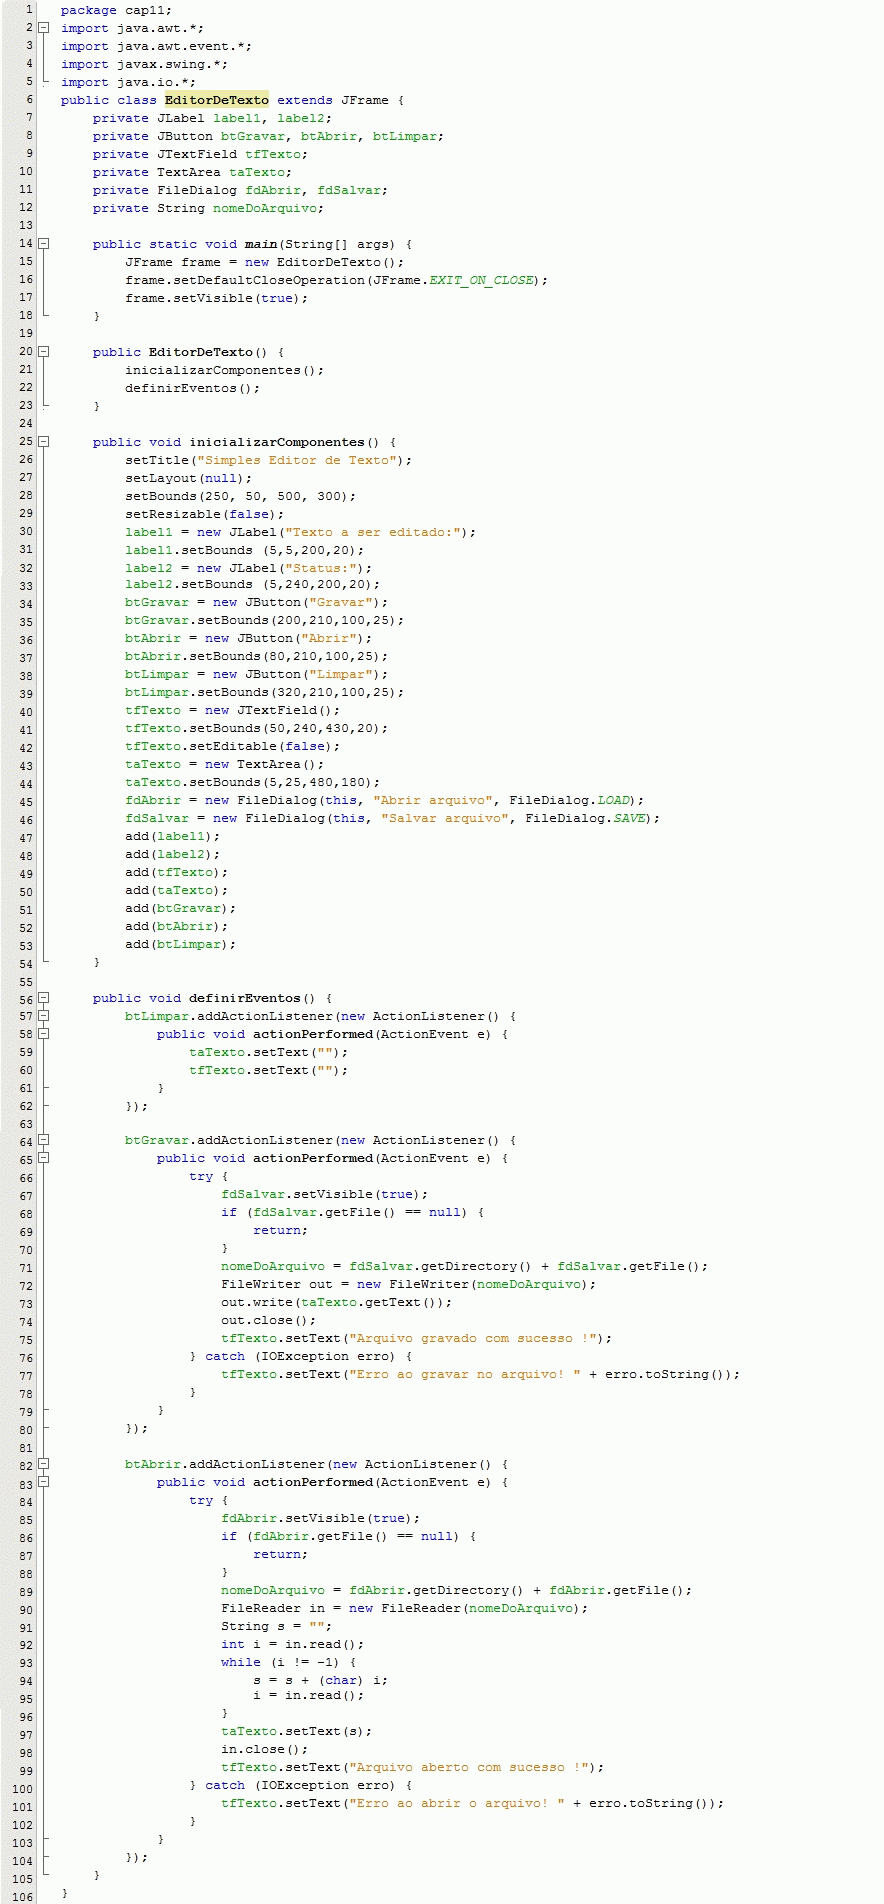 1 package cap11;
2 import java.awt.*;
3 import java.awt.event.*;
4 import javax.swing.*;
5 import java.io.*;
6 public class EditorDeTexto extends JFrame {
7     private JLabel label1, label2;
8     private JButton btGravar, btAbrir, btLimpar;
9     private JTextField tfTexto;
10     private TextArea taTexto;
11     private FileDialog fdAbrir, fdSalvar;
12     private String nomeDoArquivo;
13
14     public static void main(String[] args) {
15         JFrame frame = new EditorDeTexto();
16         frame.setDefaultCloseOperation(JFrame.EXIT_ON_CLOSE);
17         frame.setVisible(true);
18     }
19
20     public EditorDeTexto() {
21         inicializarComponentes();
22         definirEventos();
23     }
24
25     public void inicializarComponentes() {
26         setTitle("Simples Editor de Texto");
27         setLayout(null);
28         setBounds(250, 50, 500, 300);
29         setResizable(false);
30         label1 = new JLabel("Texto a ser editado:");
31         label1.setBounds (5,5,200,20);
32         label2 = new JLabel("Status:");
33         label2.setBounds (5,240,200,20);
34         btGravar = new JButton("Gravar");
35         btGravar.setBounds(200,210,100,25);
36         btAbrir = new JButton("Abrir");
37         btAbrir.setBounds(80,210,100,25);
38         btLimpar = new JButton("Limpar");
39         btLimpar.setBounds(320,210,100,25);
40         tfTexto = new JTextField();
41         tfTexto.setBounds(50,240,430,20);
42         tfTexto.setEditable(false);
43         taTexto = new TextArea();
44         taTexto.setBounds(5,25,480,180);
45         fdAbrir = new FileDialog(this, "Abrir arquivo", FileDialog.LOAD);
46         fdSalvar = new FileDialog(this, "Salvar arquivo", FileDialog.SAVE);
47         add(label1);
48         add(label2);
49         add(tfTexto);
50         add(taTexto);
51         add(btGravar);
52         add(btAbrir);
53         add(btLimpar);
54     }
55
56     public void definirEventos() {
57         btLimpar.addActionListener(new ActionListener() {
58             public void actionPerformed(ActionEvent e) {
59                 taTexto.setText("");
60                 tfTexto.setText("");
61             }
62         });
63
64         btGravar.addActionListener(new ActionListener() {
65             public void actionPerformed(ActionEvent e) {
66                 try {
67                     fdSalvar.setVisible(true);
68                     if (fdSalvar.getFile() == null) {
69                         return;
70                     }
71                     nomeDoArquivo = fdSalvar.getDirectory() + fdSalvar.getFile();
72                     FileWriter out = new FileWriter(nomeDoArquivo);
73                     out.write(taTexto.getText());
74                     out.close();
75                     tfTexto.setText("Arquivo gravado com sucesso !");
76                 } catch (IOException erro) {
77                     tfTexto.setText("Erro ao gravar no arquivo! " + erro.toString());
78                 }
79             }
80         });
81
82         btAbrir.addActionListener(new ActionListener() {
83             public void actionPerformed(ActionEvent e) {
84                 try {
85                     fdAbrir.setVisible(true);
86                     if (fdAbrir.getFile() == null) {
87                         return;
88                     }
89                     nomeDoArquivo = fdAbrir.getDirectory() + fdAbrir.getFile();
90                     FileReader in = new FileReader(nomeDoArquivo);
91                     String s = "";
92                     int i = in.read();
93                     while (i != -1) {
94                         s = s + (char) i;
95                         i = in.read();
96                     }
97                     taTexto.setText(s);
98                     in.close();
99                     tfTexto.setText("Arquivo aberto com sucesso !");
100                 } catch (IOException erro) {
101                     tfTexto.setText("Erro ao abrir o arquivo! " + erro.toString());
102                 }
103             }
104         });
105     }
106 }